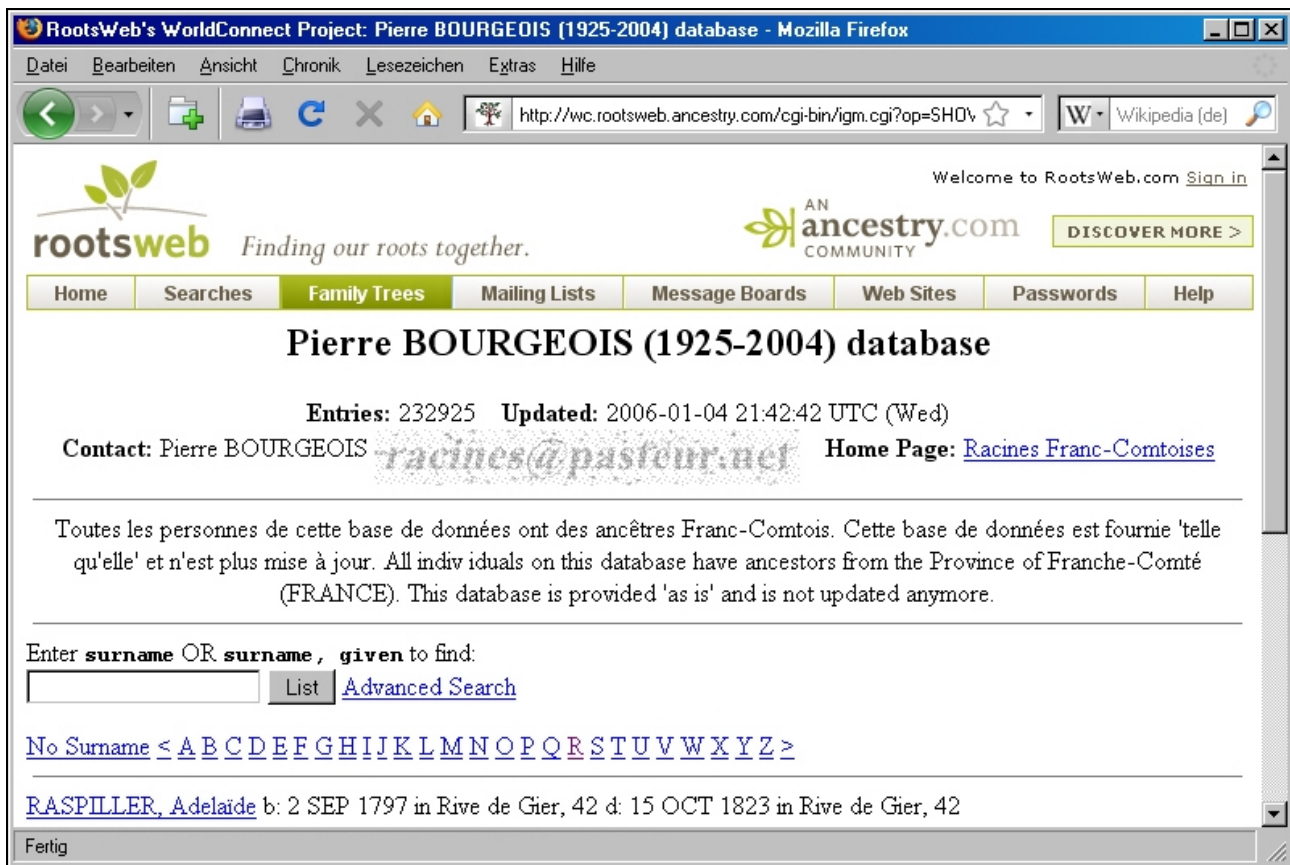 RootsWeb's WorldConnect Project: Pierre BOURGEOIS (1925-2004) database - Mozilla Firefox
Datei Bearbeiten Ansicht Chronik Lesezeichen Extras Hilfe
http://wc.rootsweb.ancestry.com/cgi-bin/igm.cgi?op=SHOV W Wikipedia (de)
Welcome to RootsWeb.com Sign in
rootsweb Finding our roots together. AN ancestry.com COMMUNITY DISCOVER MORE >
Home Searches Family Trees Mailing Lists Message Boards Web Sites Passwords Help
Pierre BOURGEOIS (1925-2004) database
Entries: 232925 Updated: 2006-01-04 21:42:42 UTC (Wed)
Contact: Pierre BOURGEOIS racines@pasteur.net Home Page: Racines Franc-Comtoises
Toutes les personnes de cette base de données ont des ancêtres Franc-Comtois. Cette base de données est fournie 'telle
qu'elle' et n'est plus mise à jour. All indiv iduals on this database have ancestors from the Province of Franche-Comté
(FRANCE). This database is provided 'as is' and is not updated anymore.
Enter surname OR surname, given to find:
List Advanced Search
No Surname < A B C D E F G H I J K L M N O P Q R S T U V W X Y Z >
RASPILLER, Adelaïde b: 2 SEP 1797 in Rive de Gier, 42 d: 15 OCT 1823 in Rive de Gier, 42
Fertig